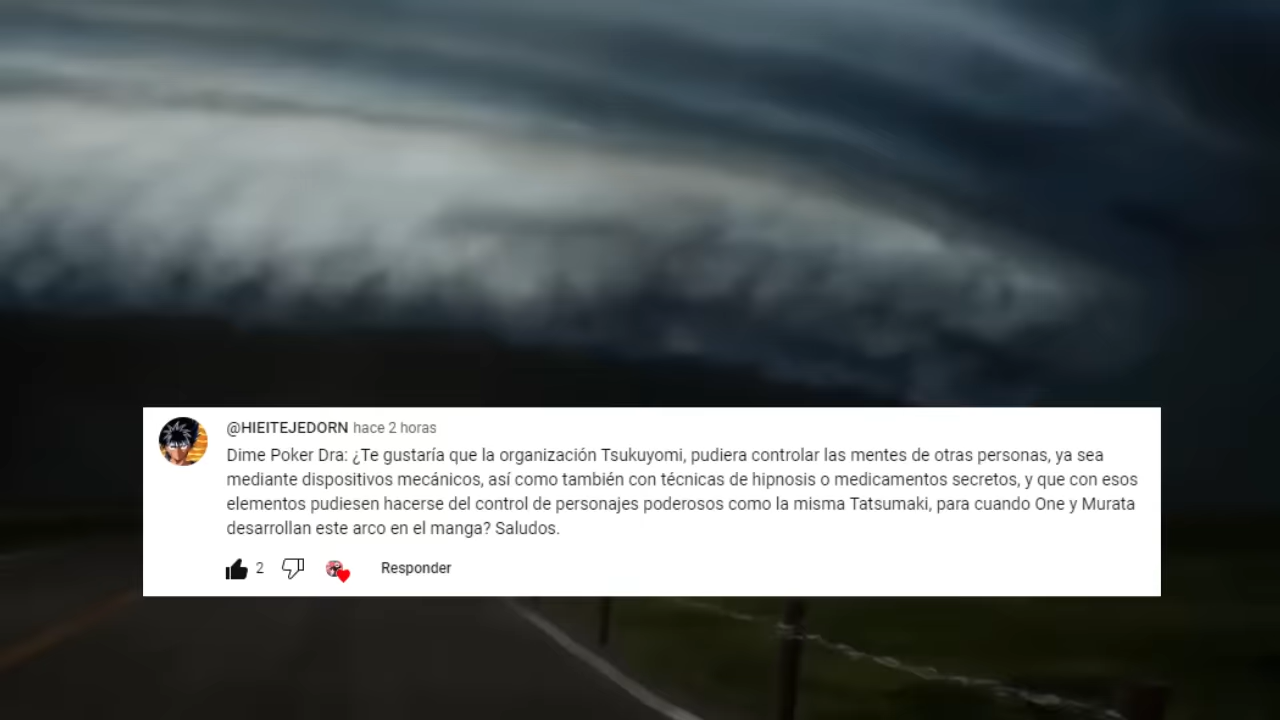 @HIEITEJEDORN hace 2 horas
Dime Poker Dra: ¿Te gustaría que la organización Tsukuyomi, pudiera controlar las mentes de otras personas, ya sea
mediante dispositivos mecánicos, así como también con técnicas de hipnosis o medicamentos secretos, y que con esos
elementos pudiesen hacerse del control de personajes poderosos como la misma Tatsumaki, para cuando One y Murata
desarrollan este arco en el manga? Saludos.
2 Responder